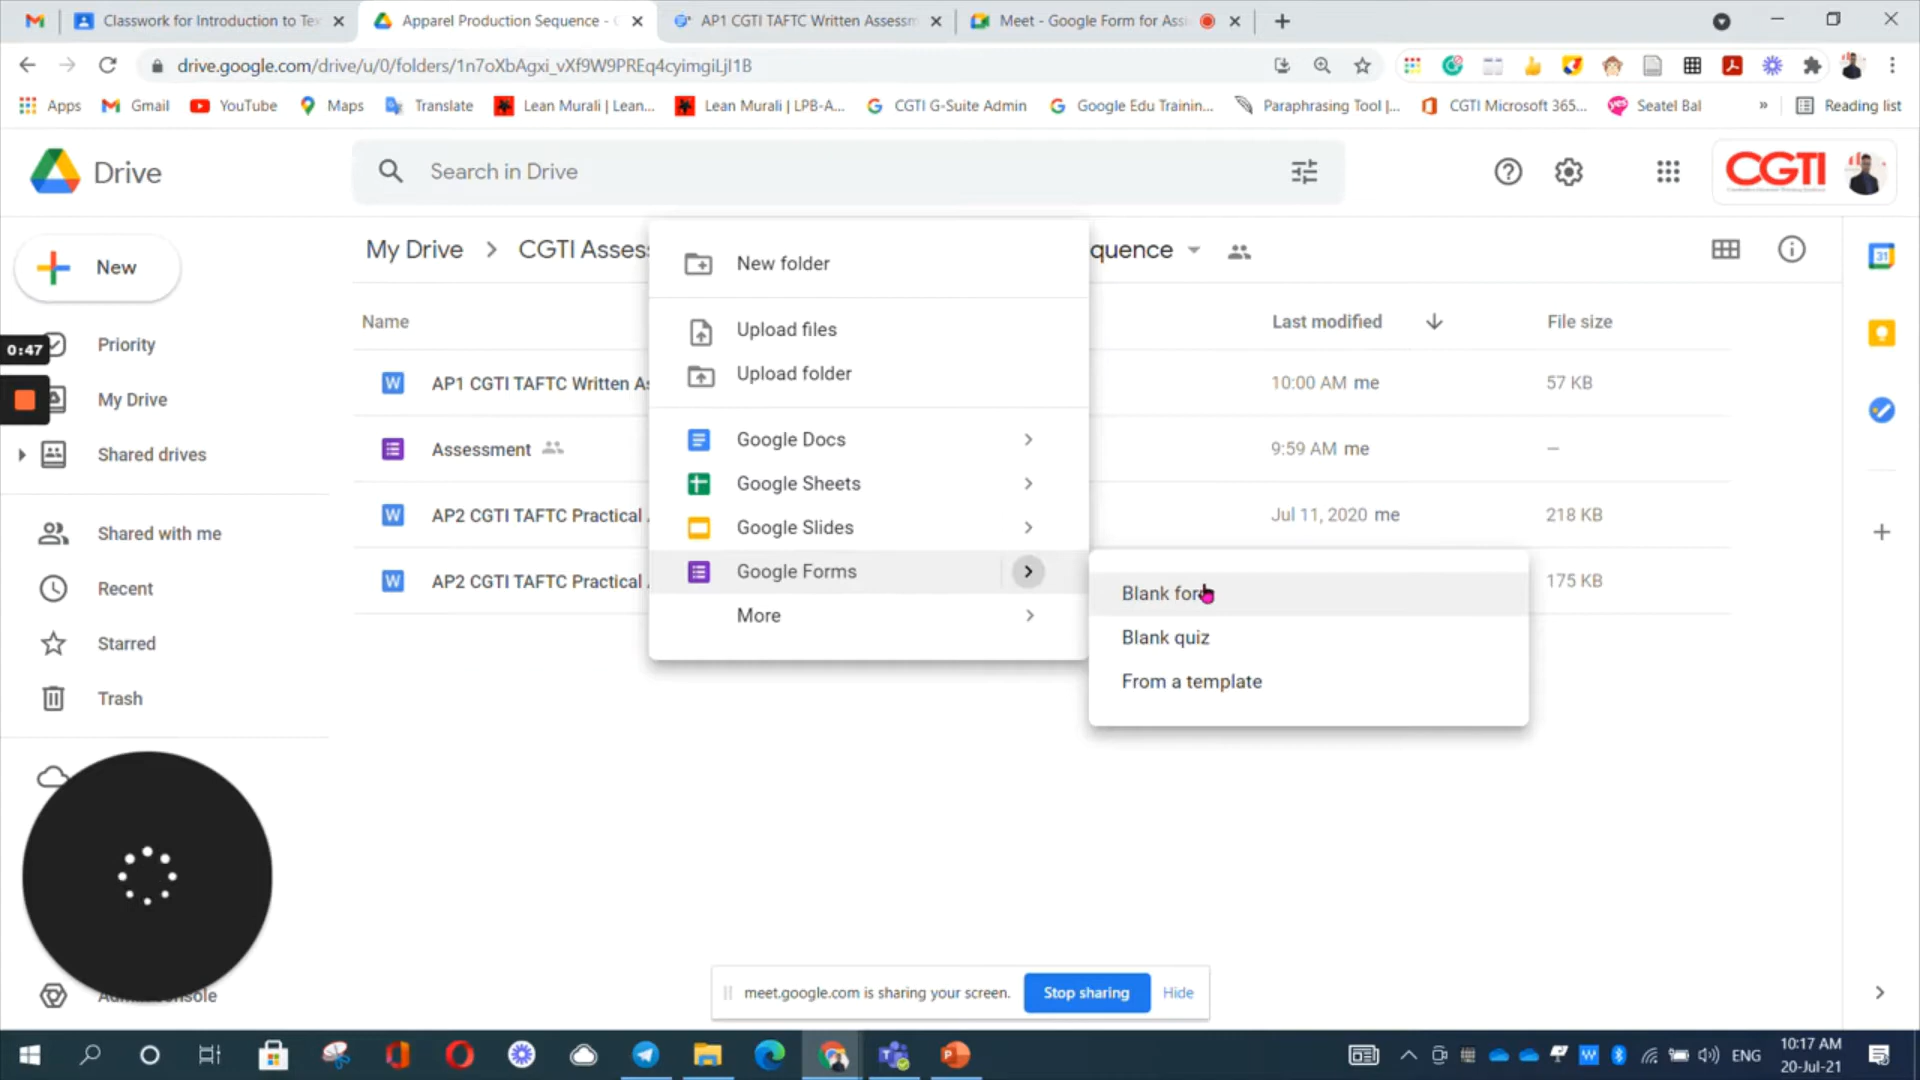 Classwork for Introduction to Te
Apparel Production Sequence -
AP1 CGTI TAFTC Written Assessm
Meet - Google Form for Ass
drive.google.com/drive/u/0/folders/1n7oXbAgxi_vXf9W9PREq4cyimgiLjI1B
Apps
Gmail
YouTube
Maps
Translate
Lean Murali | Lean...
Lean Murali | LPB-A...
CGTI G-Suite Admin
Google Edu Trainin...
Paraphrasing Tool |...
CGTI Microsoft 365...
Seatel Bal
»
Reading list
Drive
Search in Drive
CGTI
New
My Drive > CGTI Assess
quence
Name
Last modified
File size
Priority
My Drive
Shared drives
Shared with me
Recent
Starred
Trash
0:47
AP1 CGTI TAFTC Written As
10:00 AM me
57 KB
Assessment
9:59 AM me
—
AP2 CGTI TAFTC Practical
Jul 11, 2020 me
218 KB
AP2 CGTI TAFTC Practical
175 KB
New folder
Upload files
Upload folder
Google Docs
Google Sheets
Google Slides
Google Forms
More
Blank form
Blank quiz
From a template
31
meet.google.com is sharing your screen.
Stop sharing
Hide
ENG
10:17 AM
20-Jul-21